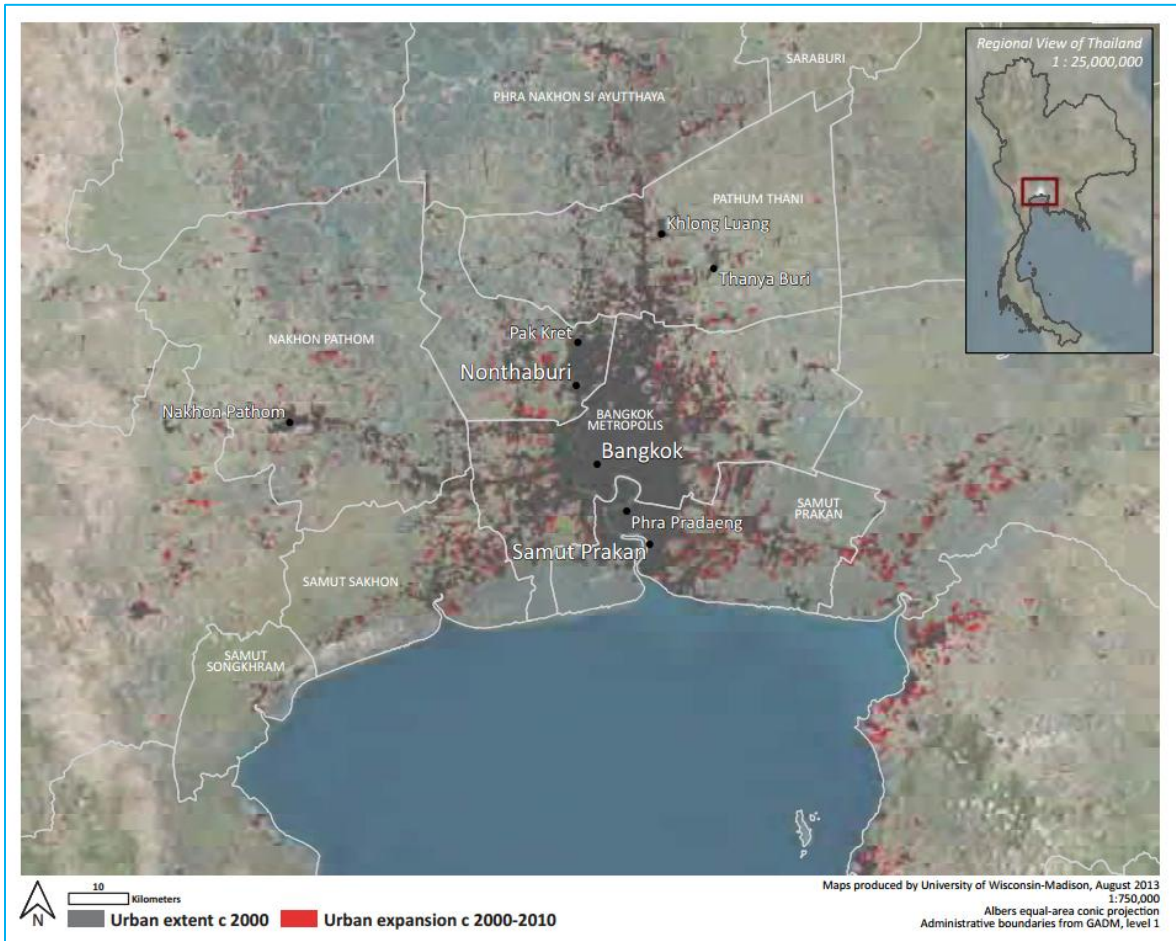 Regional View of Thailand
1 : 25,000,000
SARABURI
PHRA NAKHON SI AYUTTHAYA
PATHUM THANI
Khlong Luang
Thanya Buri
Pak Kret
NAKHON PATHOM
Nonthaburi
Nakhon Pathom
BANGKOK
METROPOLIS
Bangkok
SAMUT
PRAKAN
Phra Pradaeng
Samut Prakan
SAMUT SAKHON
SAMUT
SONGKHRAM
N
10
Kilometers
Urban extent c 2000
Urban expansion c 2000-2010
Maps produced by University of Wisconsin-Madison, August 2013
1:750,000
Albers equal-area conic projection
Administrative boundaries from GADM, level 1